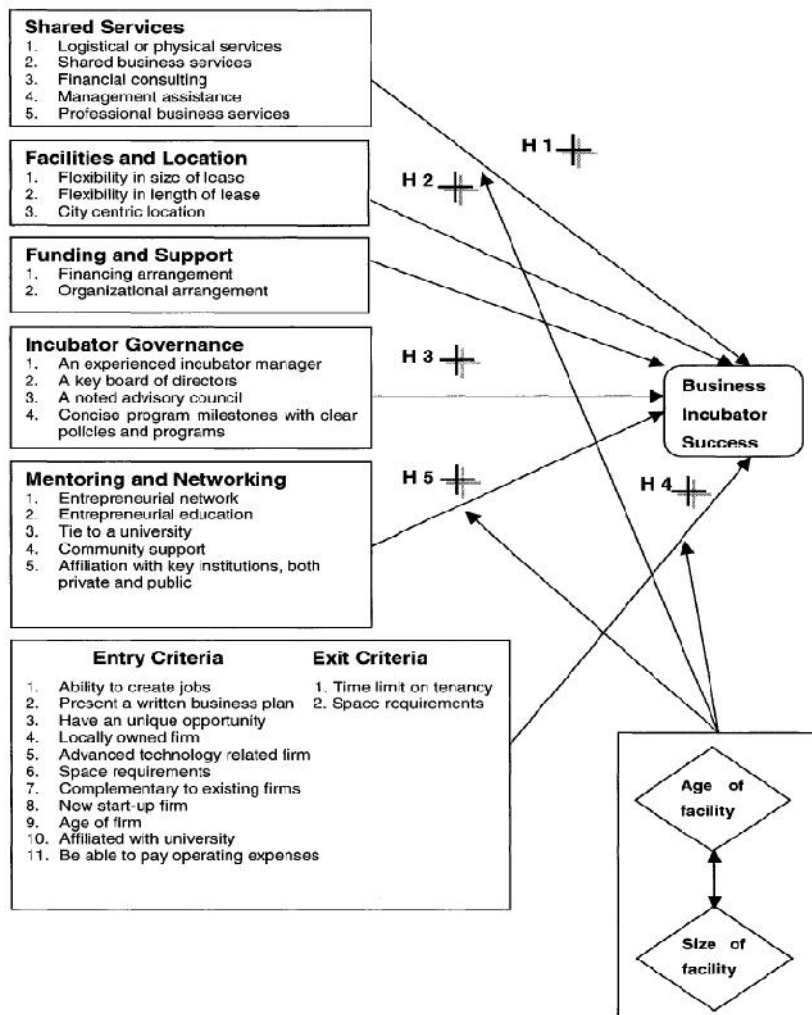 Shared Services
1. Logistical or physical services
2. Shared business services
3. Financial consulting
4. Management assistance
5. Professional business services
H 1
Facilities and Location
1. Flexibility in size of lease
2. Flexibility in length of lease
3. City centric location
H 2
Funding and Support
1. Financing arrangement
2. Organizational arrangement
Incubator Governance
1. An experienced incubator manager
2. A key board of directors
3. A noted advisory council
4. Concise program milestones with clear
policies and programs
H 3
Business
Incubator
Success
Mentoring and Networking
1. Entrepreneurial network
2. Entrepreneurial education
3. Tie to a university
4. Community support
5. Affiliation with key institutions, both
private and public
H 5
H 4
Entry Criteria
1. Ability to create jobs
2. Present a written business plan
3. Have an unique opportunity
4. Locally owned firm
5. Advanced technology related firm
6. Space requirements
7. Complementary to existing firms
8. New start-up firm
9. Age of firm
10. Affiliated with university
11. Be able to pay operating expenses
Exit Criteria
1. Time limit on tenancy
2. Space requirements
Age of
facility
Size of
facility